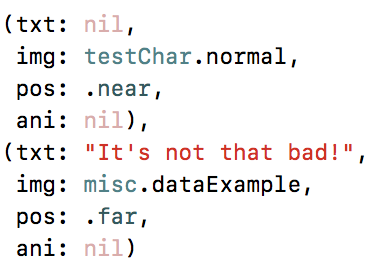 (txt: nil,
 img: testChar.normal,
 pos: .near,
 ani: nil),
(txt: "It's not that bad!",
 img: misc.dataExample,
 pos: .far,
 ani: nil)